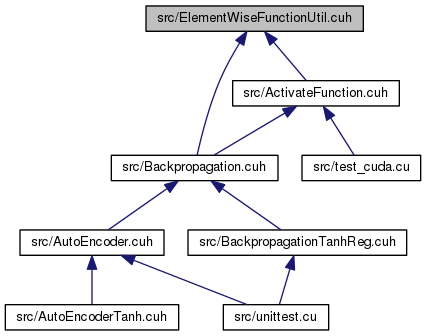 src/ElementWiseFunctionUtil.cuh
src/ActivateFunction.cuh
src/Backpropagation.cuh
src/test_cuda.cu
src/AutoEncoder.cuh
src/BackpropagationTanhReg.cuh
src/AutoEncoderTanh.cuh
src/unittest.cu